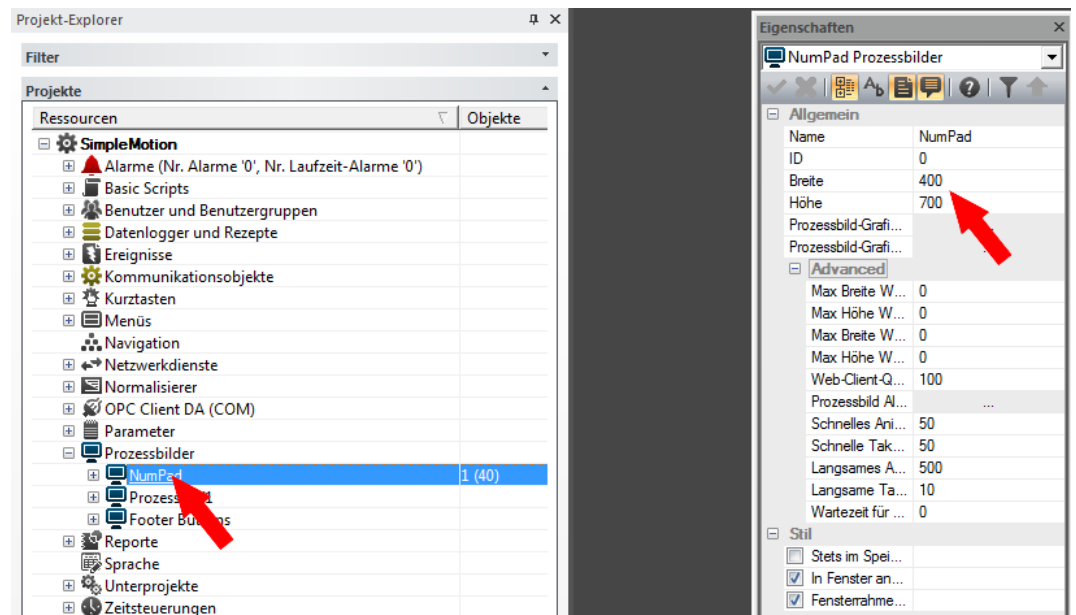 Projekt-Explorer
Filter
Projekte
Ressourcen Objekte
SimpleMotion
Alarme (Nr. Alarme '0', Nr. Laufzeit-Alarme '0')
Basic Scripts
Benutzer und Benutzergruppen
Datenlogger und Rezepte
Ereignisse
Kommunikationsobjekte
Kurztasten
Menüs
Navigation
Netzwerkdienste
Normalisierer
OPC Client DA (COM)
Parameter
Prozessbilder
NumPad 1 (40)
Footer
Reporte
Sprache
Unterprojekte
Zeitsteuerungen
Eigenschaften
NumPad Prozessbilder
Allgemein
Name NumPad
ID 0
Breite 400
Höhe 700
Prozessbild-Grafi... ...
Prozessbild-Grafi...
Advanced
Max Breite W... 0
Max Höhe W... 0
Max Breite W... 0
Max Höhe W... 0
Web-Client-Q... 100
Prozessbild Al... ...
Schnelles Ani... 50
Schnelle Tak... 50
Langsames A... 500
Langsame Ta... 10
Wartezeit für ... 0
Stil
Stets im Spei...
In Fenster an...
Fensterrahme...